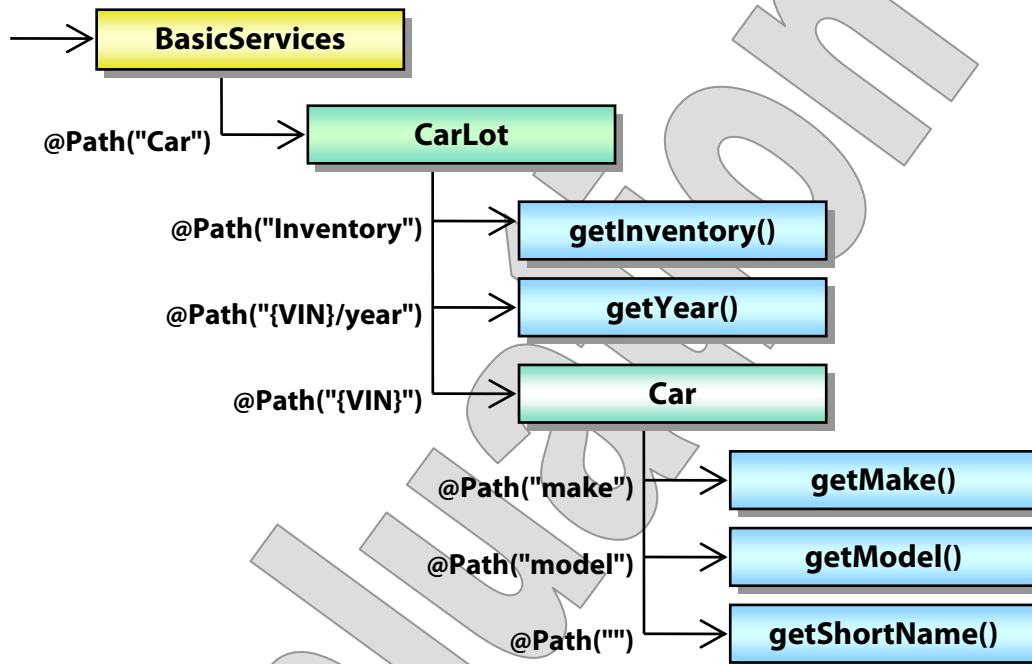 BasicServices
@Path("Car")
CarLot
@Path("Inventory")
getInventory()
@Path("{VIN}/year")
getYear()
@Path("{VIN}")
Car
@Path("make")
getMake()
@Path("model")
getModel()
@Path("")
getShortName()